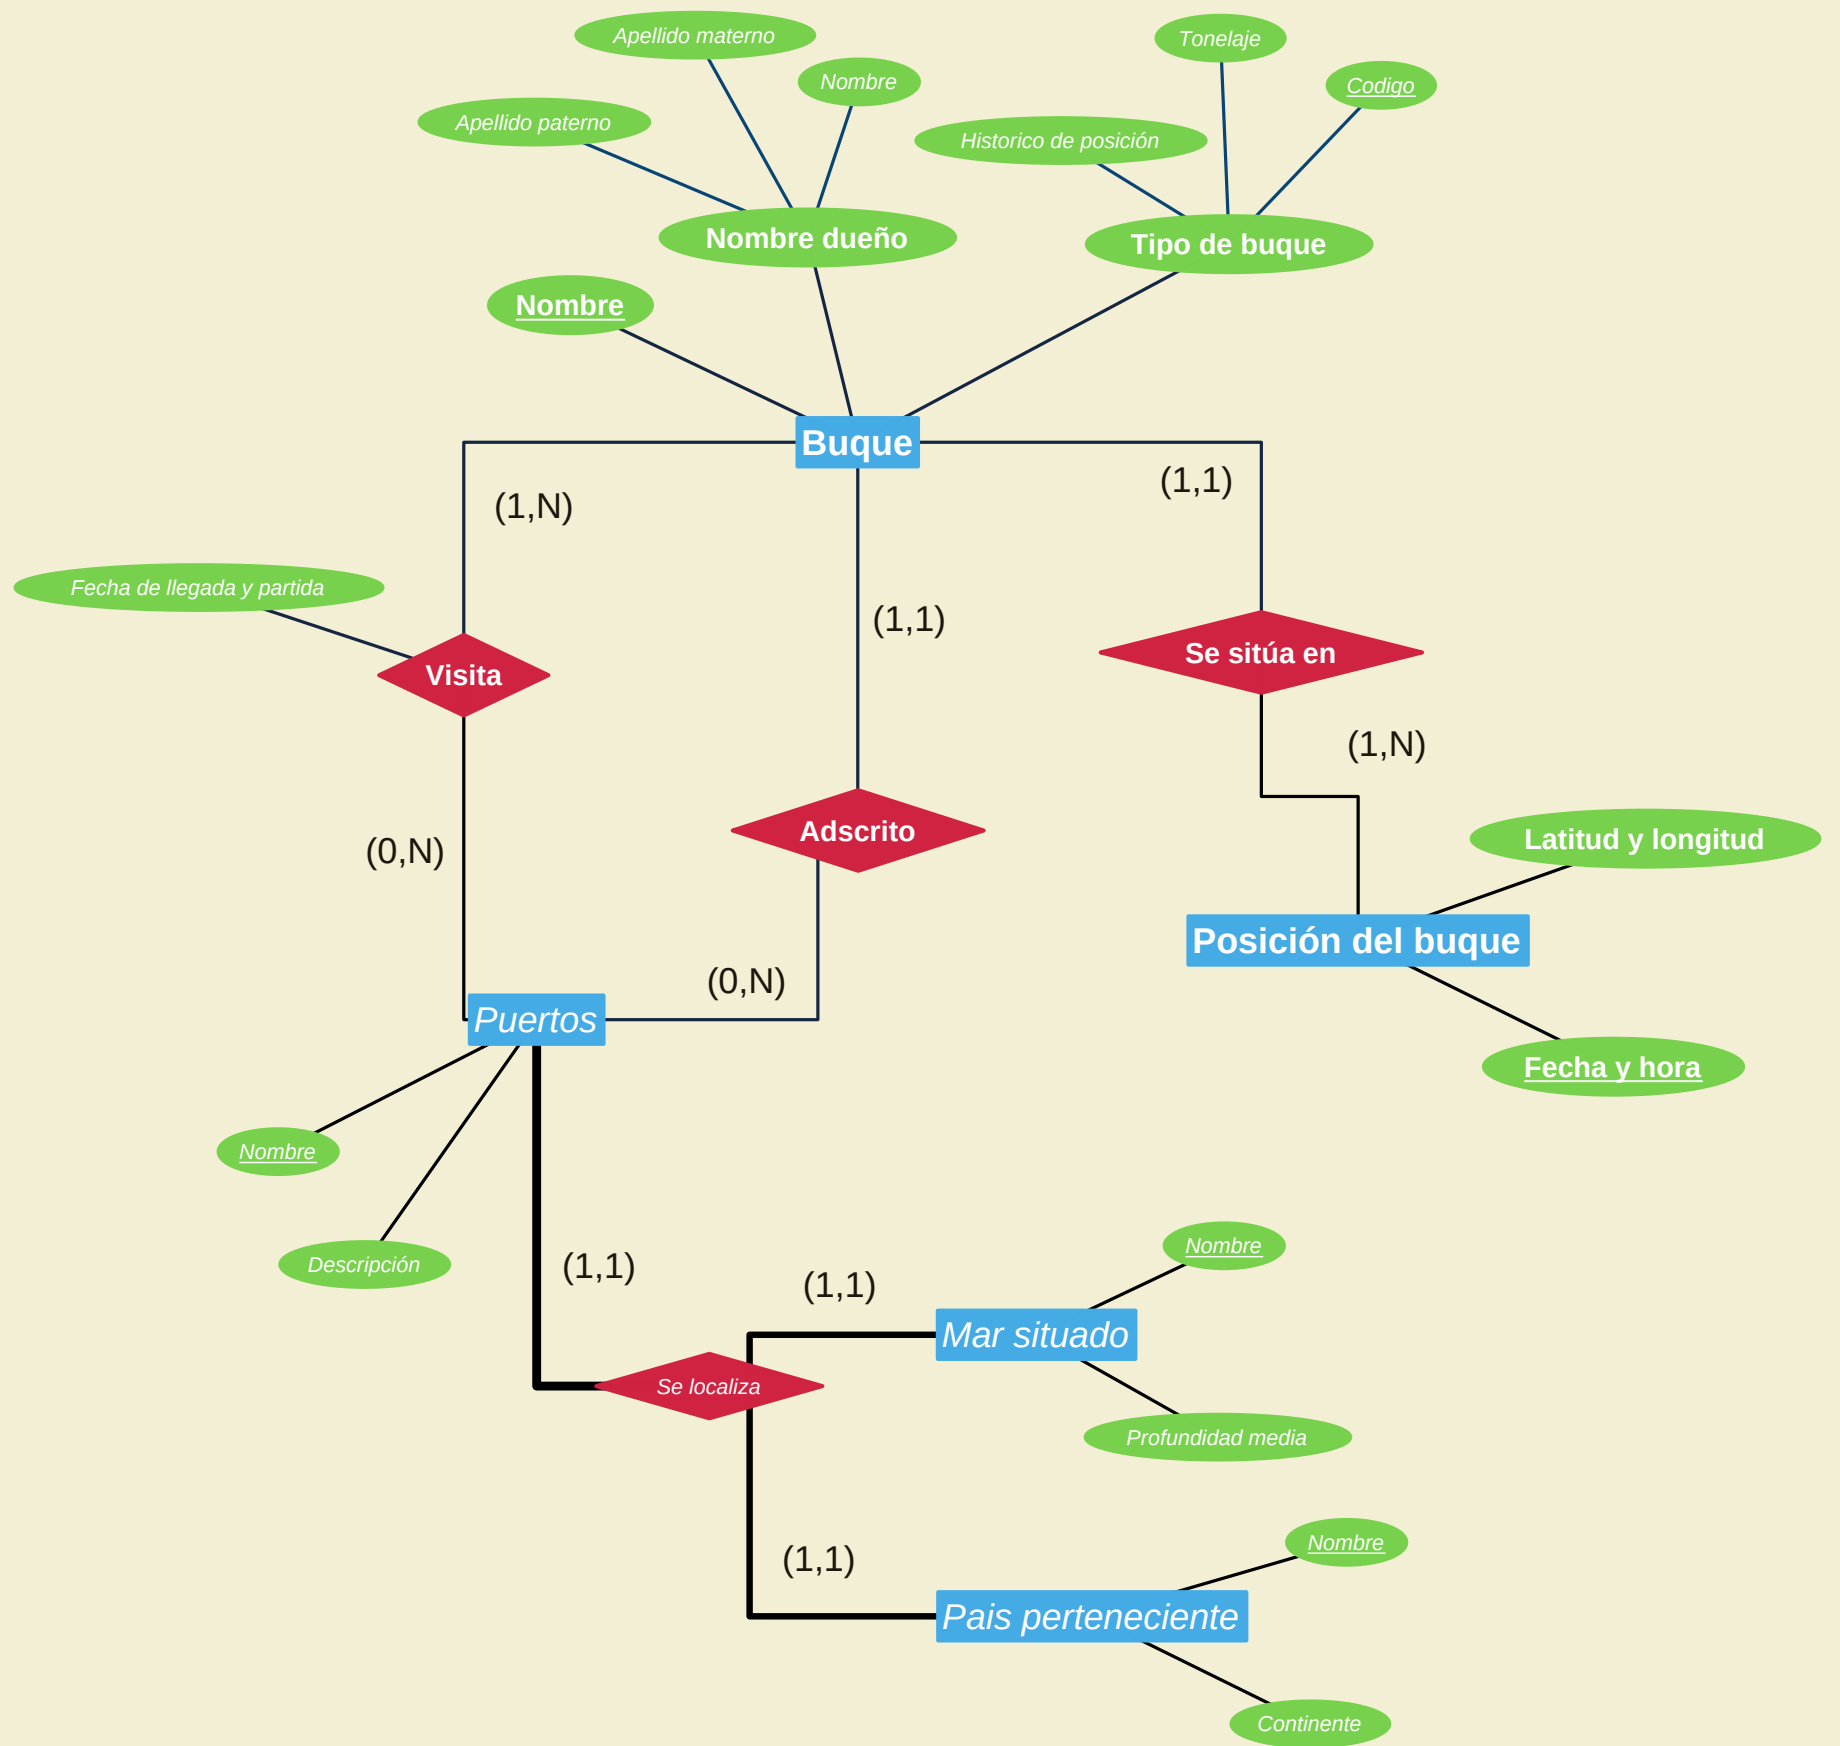 Apellido materno
Tonelaje
Nombre
Codigo
Apellido paterno
Historico de posición
Nombre dueño
Tipo de buque
Nombre
Buque
(1,N)
(1,1)
Fecha de llegada y partida
(1,1)
Visita
Se sitúa en
(1,N)
(0,N)
Adscrito
Latitud y longitud
Posición del buque
(0,N)
Puertos
Fecha y hora
Nombre
Descripción
(1,1)
Nombre
(1,1)
Mar situado
Se localiza
Profundidad media
(1,1)
Nombre
Pais perteneciente
Continente